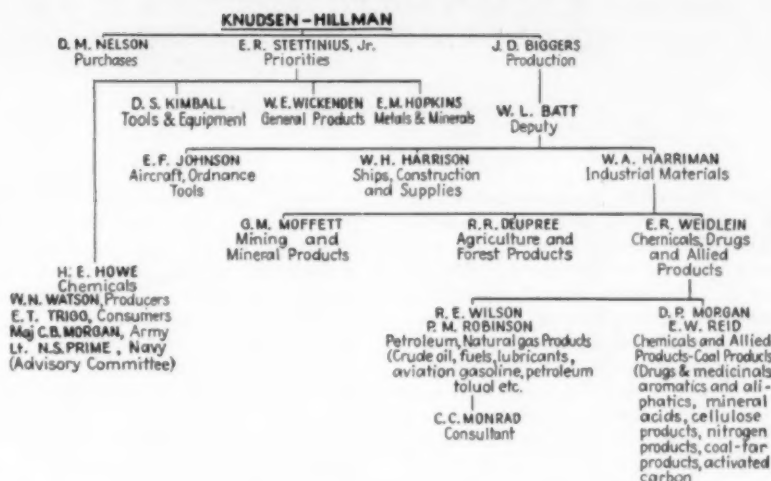 KNUDSEN-HILLMAN
D. M. NELSON
Purchases
E.R. STETTINIUS, Jr.
Priorities
J. D. BIGGERS
Production
D. S. KIMBALL
Tools & Equipment
W. E. WICKENDEN
General Products
E. M. HOPKINS
Metals & Minerals
W. L. BATT
Deputy
E. F. JOHNSON
Aircraft, Ordnance
Tools
W. H. HARRISON
Ships, Construction
and Supplies
W. A. HARRIMAN
Industrial Materials
G. M. MOFFETT
Mining and
Mineral Products
R. R. DEUPREE
Agriculture and
Forest Products
E. R. WEIDLEIN
Chemicals, Drugs
and Allied
Products
H. E. HOWE
Chemicals
W. N. WATSON, Producers
E. T. TRIGG, Consumers
Maj C. B. MORGAN, Army
Lt. N. S. PRIME, Navy
(Advisory Committee)
R. E. WILSON
P. M. ROBINSON
Petroleum, Natural gas Products
(Crude oil, fuels, lubricants,
aviation gasoline, petroleum
toluol etc.
C. C. MONRAD
Consultant
D. P. MORGAN
E. W. REID
Chemicals and Allied
Products-Coal Products
(Drugs & medicinals
aromatics and ali-
phatics, mineral
acids, cellulose
products, nitrogen
products, coal-tar
products, activated
carbon